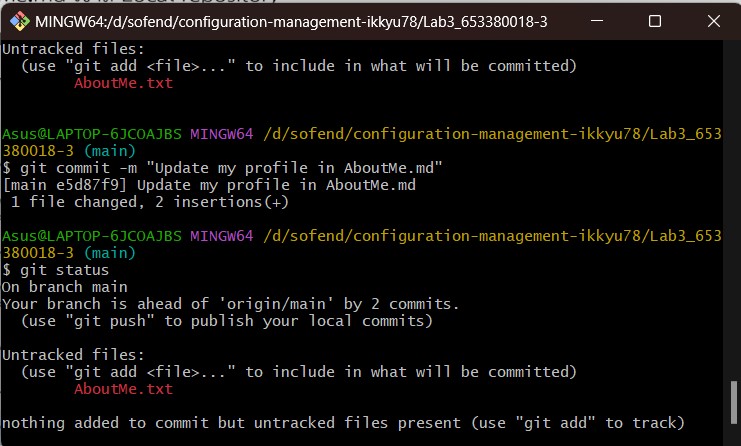 MINGW64:/d/sofend/configuration-management-ikkyu78/Lab3_653380018-3
Untracked files:
  (use "git add <file>..." to include in what will be committed)
        AboutMe.txt
Asus@LAPTOP-6JCOAJBS MINGW64 /d/sofend/configuration-management-ikkyu78/Lab3_653
380018-3 (main)
$ git commit -m "Update my profile in AboutMe.md"
[main e5d87f9] Update my profile in AboutMe.md
 1 file changed, 2 insertions(+)
Asus@LAPTOP-6JCOAJBS MINGW64 /d/sofend/configuration-management-ikkyu78/Lab3_653
380018-3 (main)
$ git status
On branch main
Your branch is ahead of 'origin/main' by 2 commits.
  (use "git push" to publish your local commits)
Untracked files:
  (use "git add <file>..." to include in what will be committed)
        AboutMe.txt
nothing added to commit but untracked files present (use "git add" to track)